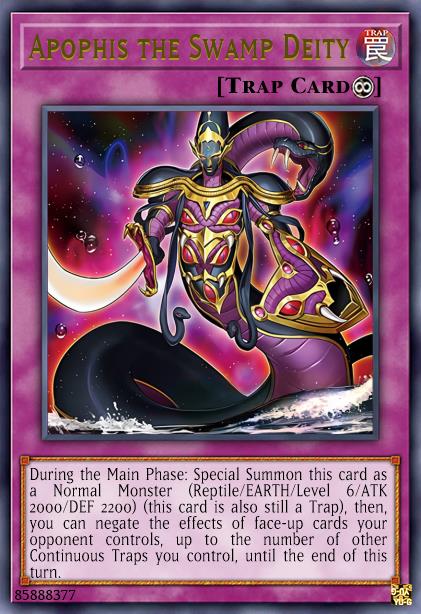 Apophis the Swamp Deity
TRAP
罠
[Trap Card]
During the Main Phase: Special Summon this card as
a Normal Monster (Reptile/EARTH/Level 6/ATK
2000/DEF 2200) (this card is also still a Trap), then,
you can negate the effects of face-up cards your
opponent controls, up to the number of other
Continuous Traps you control, until the end of this
turn.
85888377